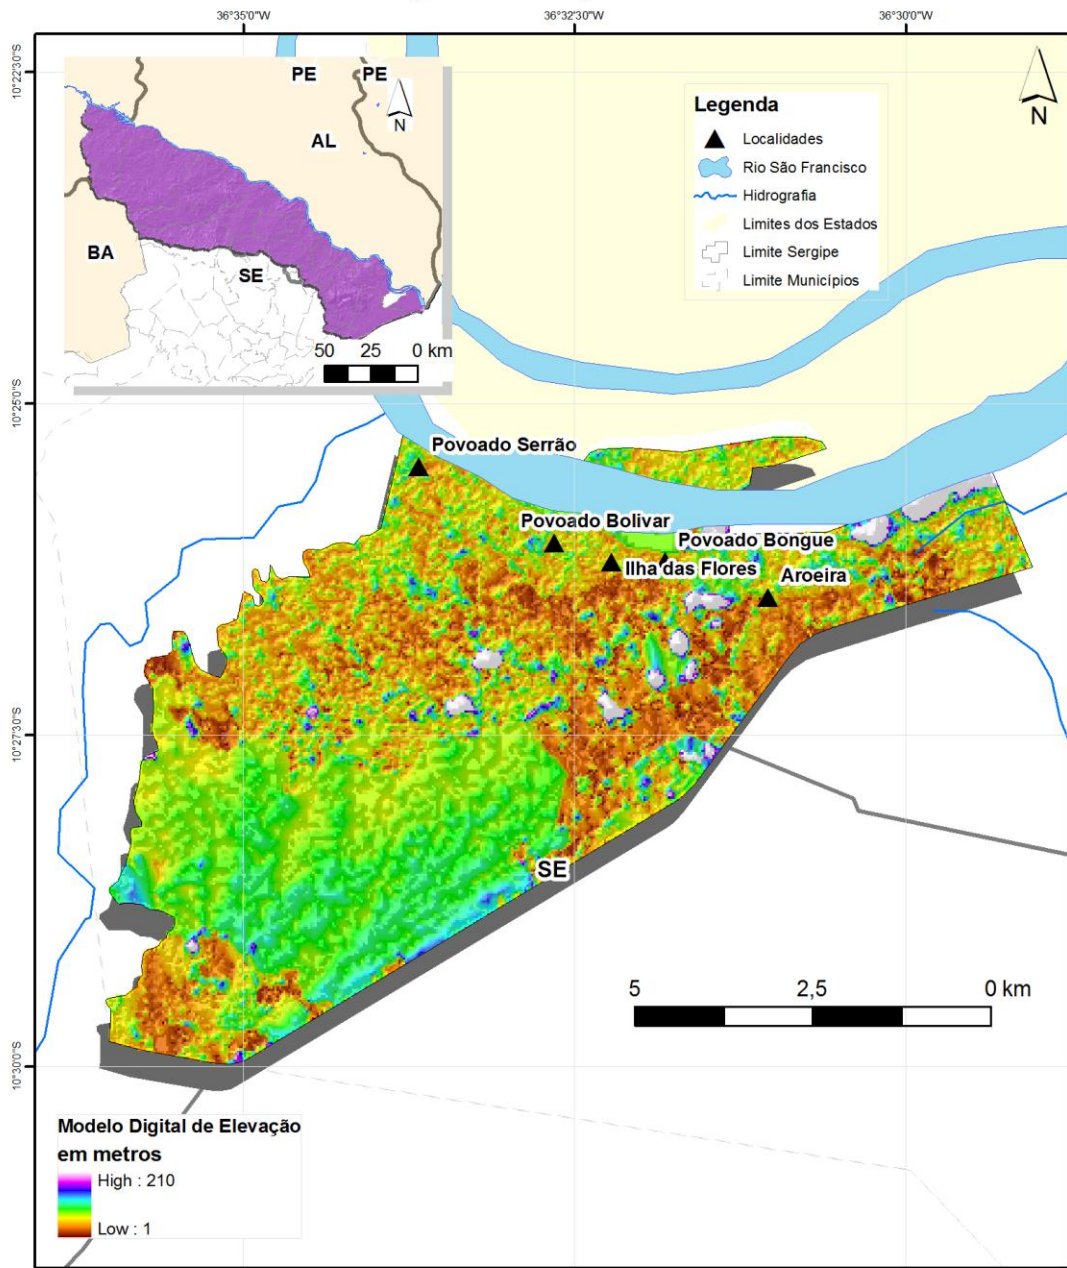 36°35'0"W
36°32'30"W
36°30'0"W
10°22'30"S
10°25'0"S
10°27'30"S
10°30'0"S
PE
PE
N
AL
BA
SE
50 25 0 km
Legenda
Localidades
Rio São Francisco
Hidrografia
Limites dos Estados
Limite Sergipe
Limite Municípios
N
Povoado Serrão
Povoado Bolivar
Povoado Bongue
Ilha das Flores
Aroeira
SE
5 2,5 0 km
Modelo Digital de Elevação
em metros
High : 210
Low : 1